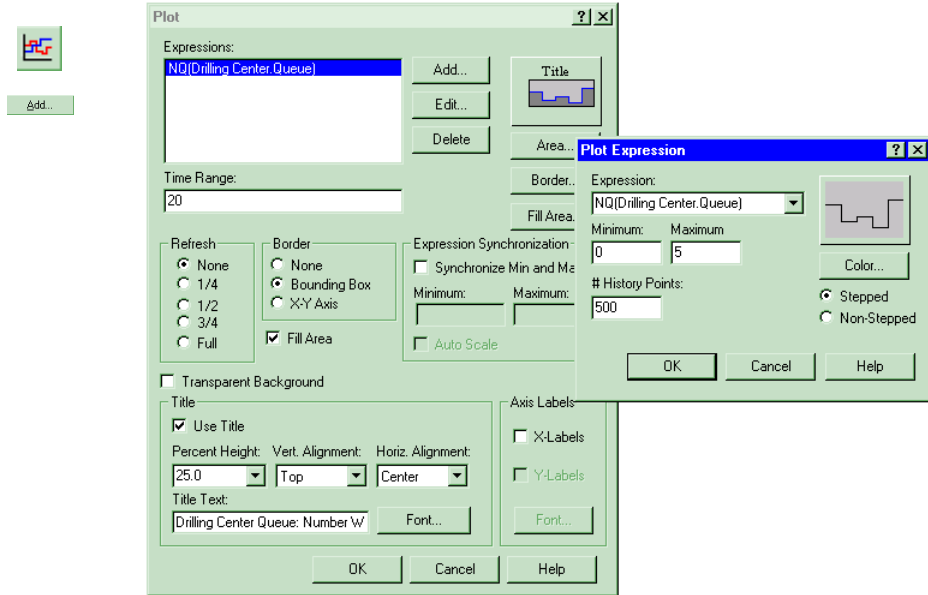 Add...
Plot
Expressions:
NQ(Drilling Center.Queue)
Add...
Edit...
Delete
Title
Area...
Border..
Fill Area.
Time Range:
20
Refresh
None
1/4
1/2
3/4
Full
Border
None
Bounding Box
X-Y Axis
Fill Area
Expression Synchronization
Synchronize Min and Ma
Minimum:
Maximum:
Auto Scale
Transparent Background
Title
Use Title
Percent Height:
Vert. Alignment:
Horiz. Alignment:
25.0
Top
Center
Title Text:
Drilling Center Queue: Number W
Font...
Axis Labels
X-Labels
Y-Labels
Font...
OK
Cancel
Help
Plot Expression
Expression:
NQ(Drilling Center.Queue)
Minimum:
Maximum
0
5
# History Points:
500
Color...
Stepped
Non-Stepped
OK
Cancel
Help